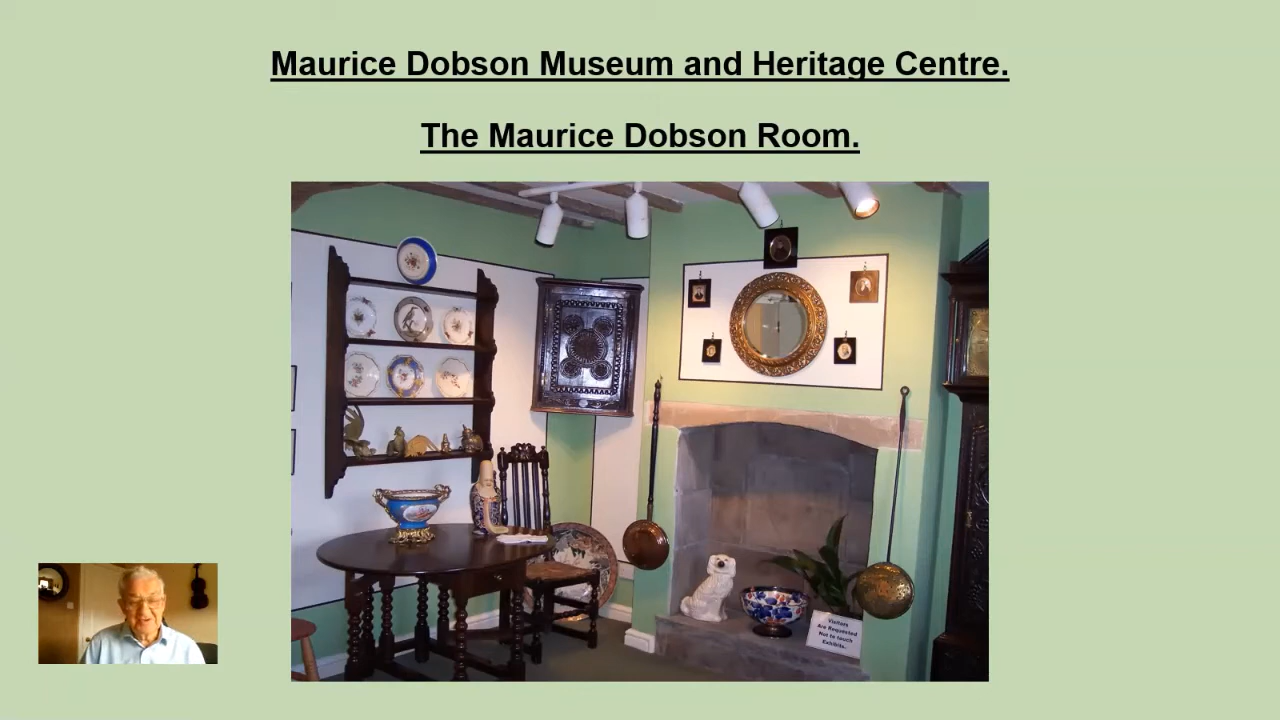 Maurice Dobson Museum and Heritage Centre.
The Maurice Dobson Room.
Visitors
Are Requested
Not to touch
Exhibits.